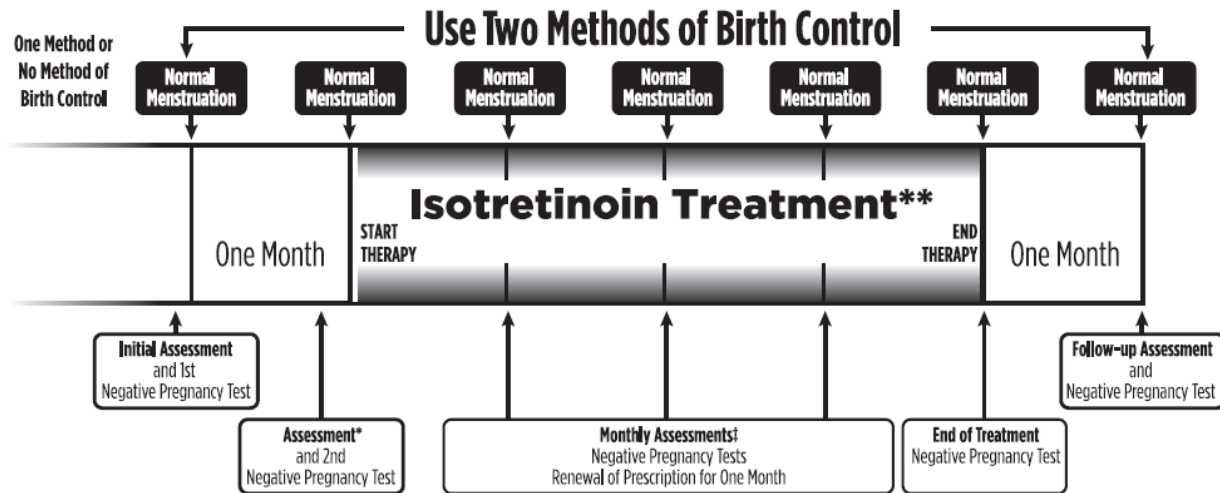 Use Two Methods of Birth Control
One Method or
No Method of
Birth Control
Normal
Menstruation
Normal
Menstruation
Normal
Menstruation
Normal
Menstruation
Normal
Menstruation
Normal
Menstruation
Normal
Menstruation
Isotretinoin Treatment**
One Month
START
THERAPY
END
THERAPY
One Month
Initial Assessment
and 1st
Negative Pregnancy Test
Assessment*
and 2nd
Negative Pregnancy Test
Monthly Assessments‡
Negative Pregnancy Tests
Renewal of Prescription for One Month
End of Treatment
Negative Pregnancy Test
Follow-up Assessment
and
Negative Pregnancy Test